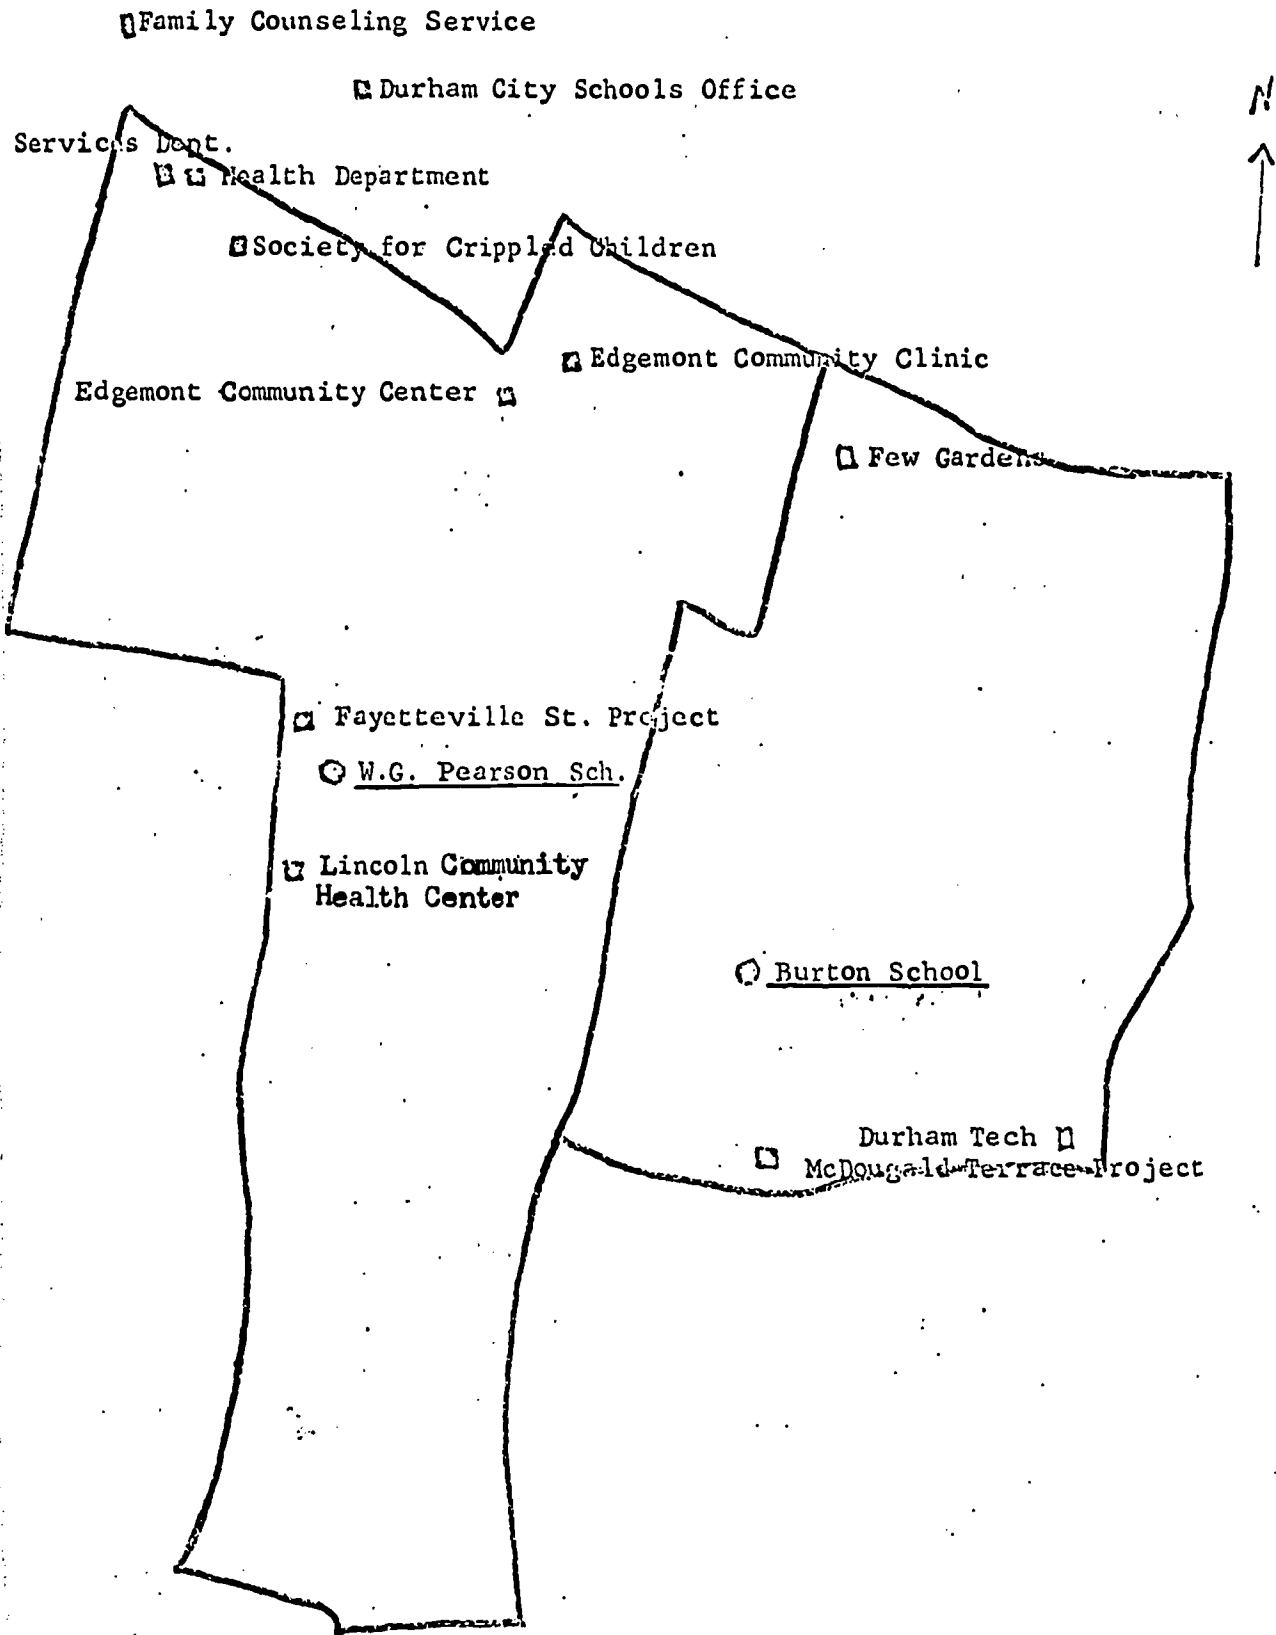 Family Counseling Service
Durham City Schools Office
N
Services Dept.
Health Department
Society for Crippled Children
Edgemont Community Clinic
Edgemont Community Center
Few Gardens
Fayetteville St. Project
W.G. Pearson Sch.
Lincoln Community
Health Center
Burton School
Durham Tech
McDougald Terrace Project